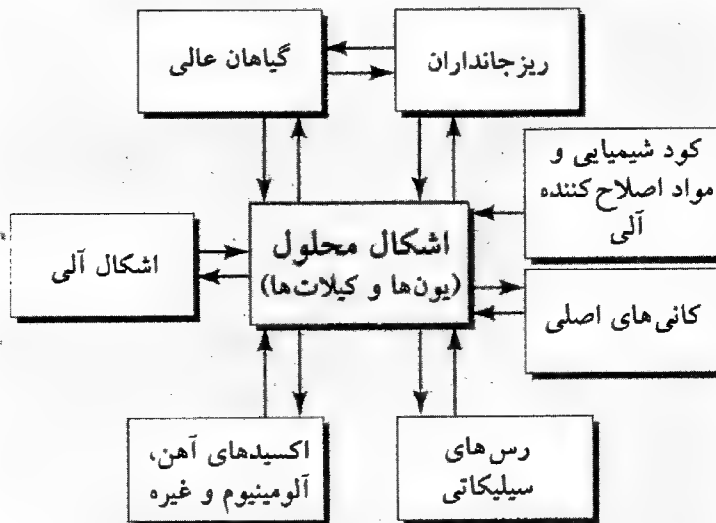 گیاهان عالی
ریزجانداران
کود شیمیایی و
مواد اصلاح‌کننده
آلی
اشکال محلول
(یون‌ها و کیلات‌ها)
اشکال آلی
کانی‌های اصلی
اکسیدهای آهن،
آلومینیوم و غیره
رس‌های
سیلیکاتی